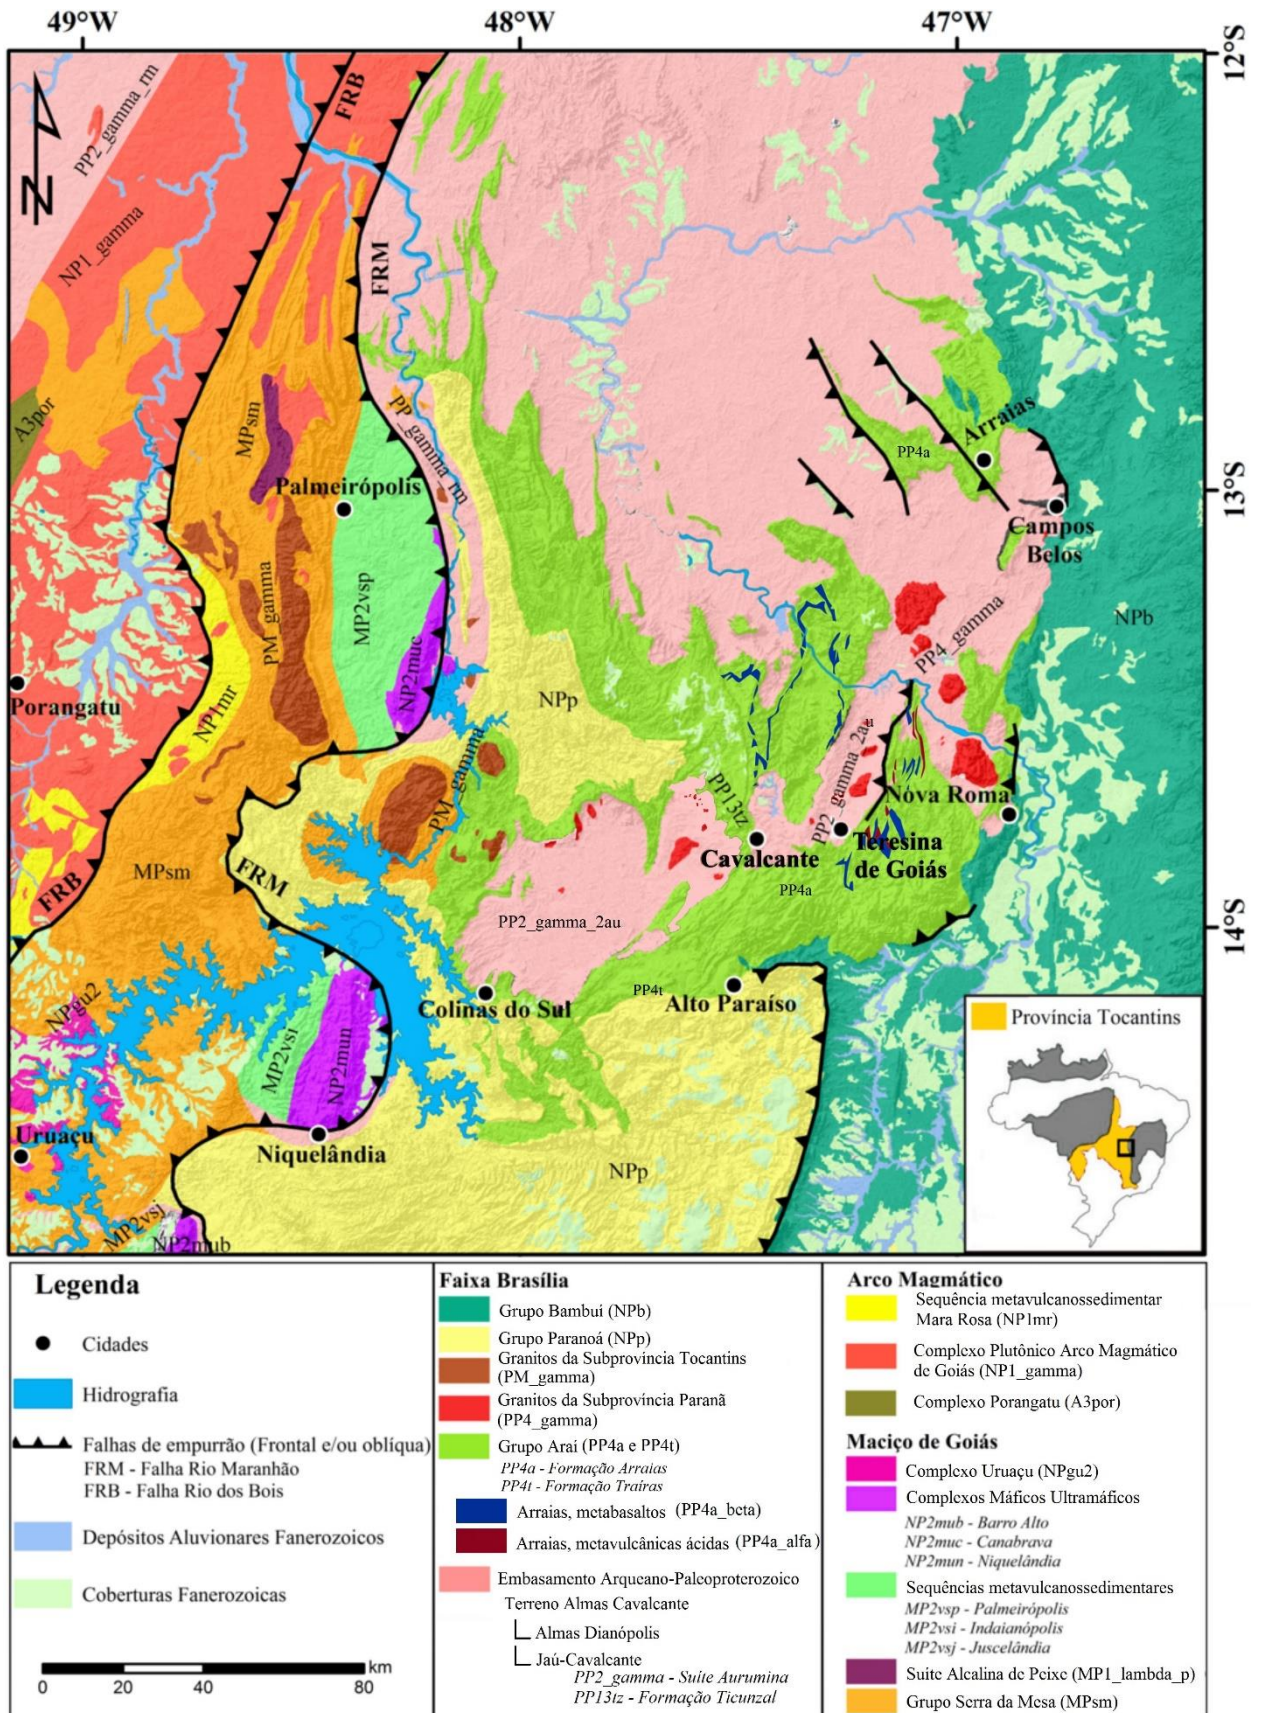 49°W
48°W
47°W
12°S
13°S
14°S
N
PP2_gamma_rm
FRB
NP1_gamma
FRM
A3por
MPsm
PP_gamma_rm
Arraias
PP4a
Palmeirópolis
Campos
Belos
PM_gamma
MP2vsp
PP4_gamma
NPb
NP2muc
NPp
Porangatu
NP1mr
PM_gamma
PP13tz
PP2_gamma_2au
Nova Roma
Cavalcante
Teresina
de Goiás
MPsm
FRM
FRB
PP4a
PP2_gamma_2au
NPgu2
PP4t
Colinas do Sul
Alto Paraíso
MP2vsi
NP2mun
Uruaçu
Niquelândia
NPp
MP2vsj
NP2mub
Província Tocantins
Legenda
Cidades
Hidrografia
Falhas de empurrão (Frontal e/ou oblíqua)
FRM - Falha Rio Maranhão
FRB - Falha Rio dos Bois
Depósitos Aluvionares Fanerozoicos
Coberturas Fanerozoicas
km
0 20 40 80
Faixa Brasília
Grupo Bambuí (NPb)
Grupo Paranoá (NPp)
Granitos da Subprovíncia Tocantins
(PM_gamma)
Granitos da Subprovíncia Paranã
(PP4_gamma)
Grupo Araí (PP4a e PP4t)
PP4a - Formação Arraias
PP4t - Formação Traíras
Arraias, metabasaltos (PP4a_beta)
Arraias, metavulcânicas ácidas (PP4a_alfa)
Embasamento Arqueano-Paleoproterozoico
Terreno Almas Cavalcante
Almas Dianópolis
Jaú-Cavalcante
PP2_gamma - Suíte Aurumina
PP13tz - Formação Ticunzal
Arco Magmático
Sequência metavulcanossedimentar
Mara Rosa (NP1mr)
Complexo Plutônico Arco Magmático
de Goiás (NP1_gamma)
Complexo Porangatu (A3por)
Maciço de Goiás
Complexo Uruaçu (NPgu2)
Complexos Máficos Ultramáficos
NP2mub - Barro Alto
NP2muc - Canabrava
NP2mun - Niquelândia
Sequências metavulcanossedimentares
MP2vsp - Palmeirópolis
MP2vsi - Indaianópolis
MP2vsj - Juscelândia
Suíte Alcalina de Peixe (MP1_lambda_p)
Grupo Serra da Mesa (MPsm)